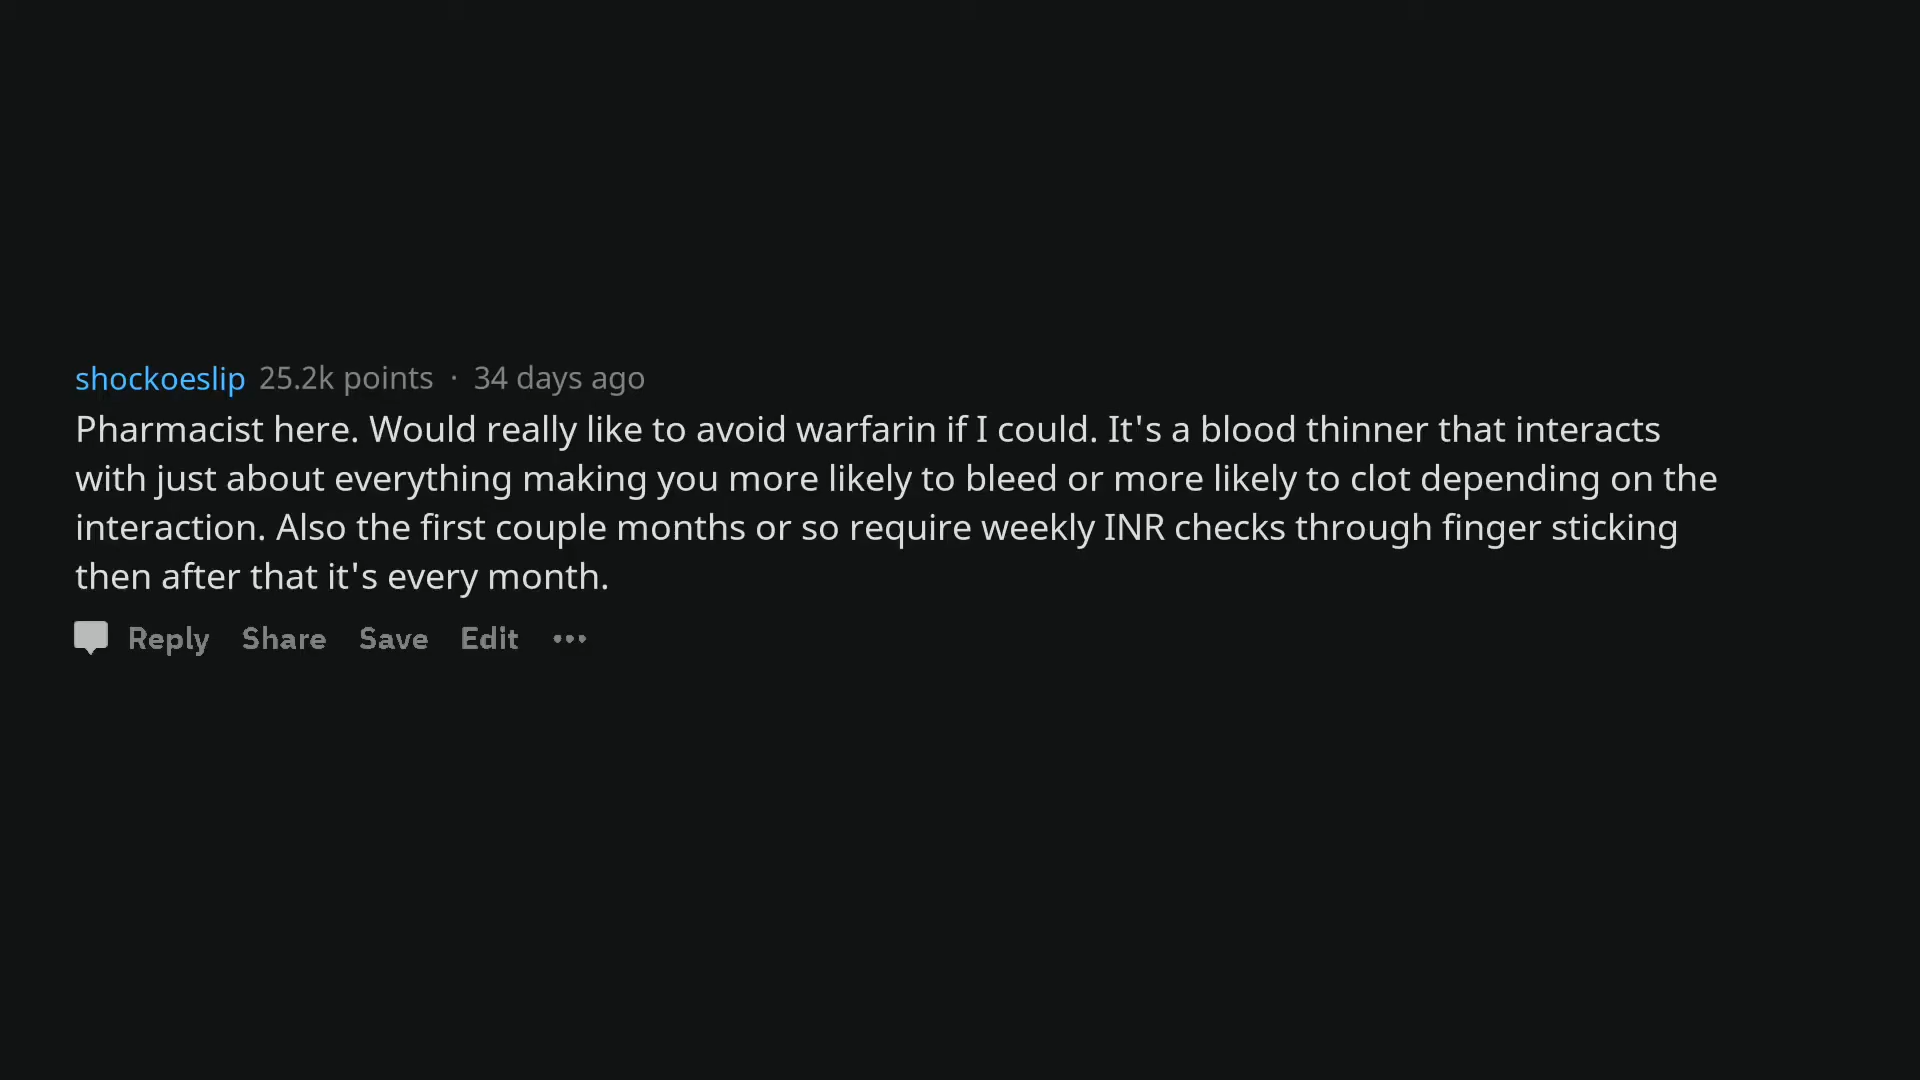 shockoeslip 25.2k points · 34 days ago
Pharmacist here. Would really like to avoid warfarin if I could. It's a blood thinner that interacts
with just about everything making you more likely to bleed or more likely to clot depending on the
interaction. Also the first couple months or so require weekly INR checks through finger sticking
then after that it's every month.
Reply Share Save Edit •••